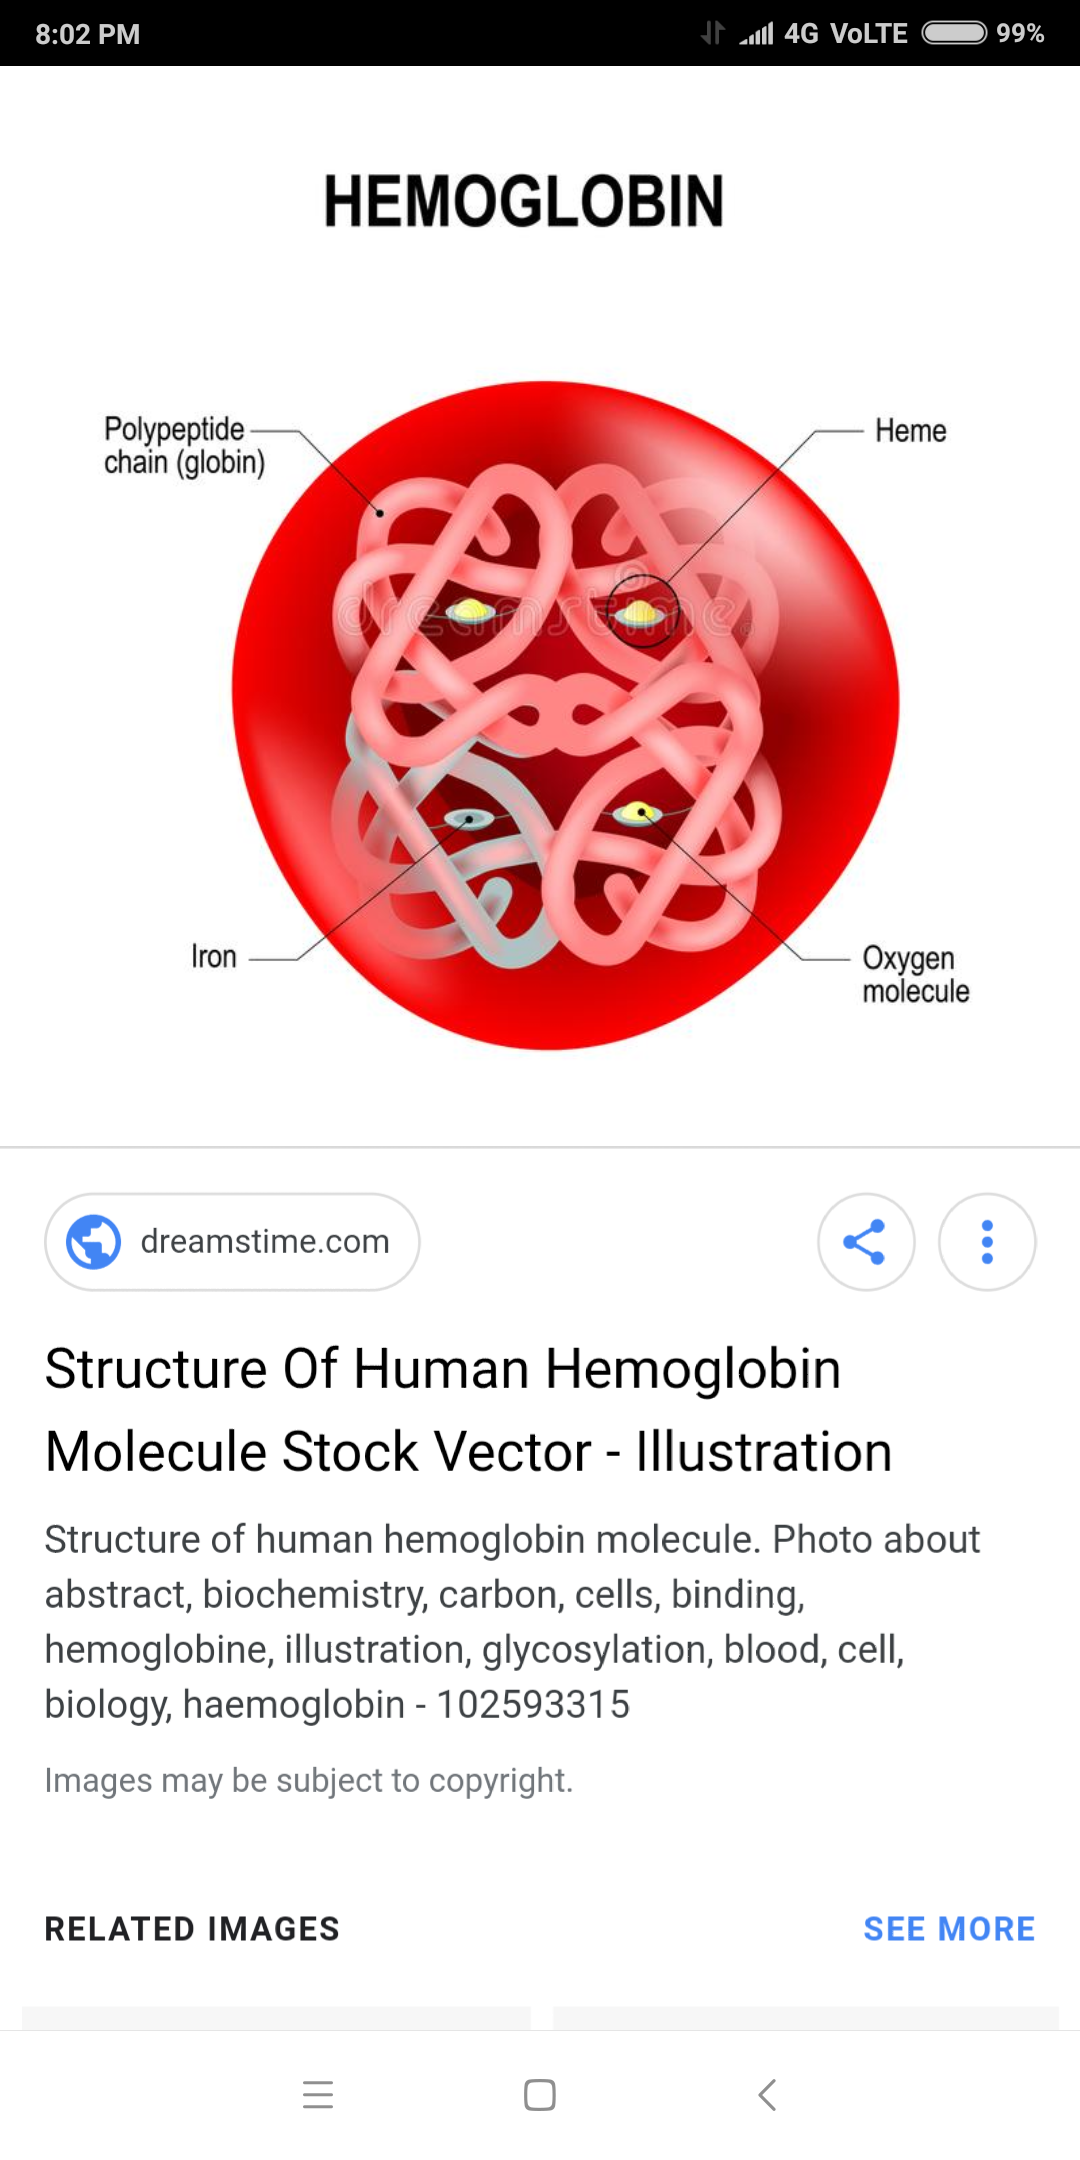 8:02 PM
4G VoLTE 99%
HEMOGLOBIN
Polypeptide
chain (globin)
Heme
dreamstime®
Iron
Oxygen
molecule
dreamstime.com
Structure Of Human Hemoglobin
Molecule Stock Vector - Illustration
Structure of human hemoglobin molecule. Photo about
abstract, biochemistry, carbon, cells, binding,
hemoglobine, illustration, glycosylation, blood, cell,
biology, haemoglobin - 102593315
Images may be subject to copyright.
RELATED IMAGES
SEE MORE